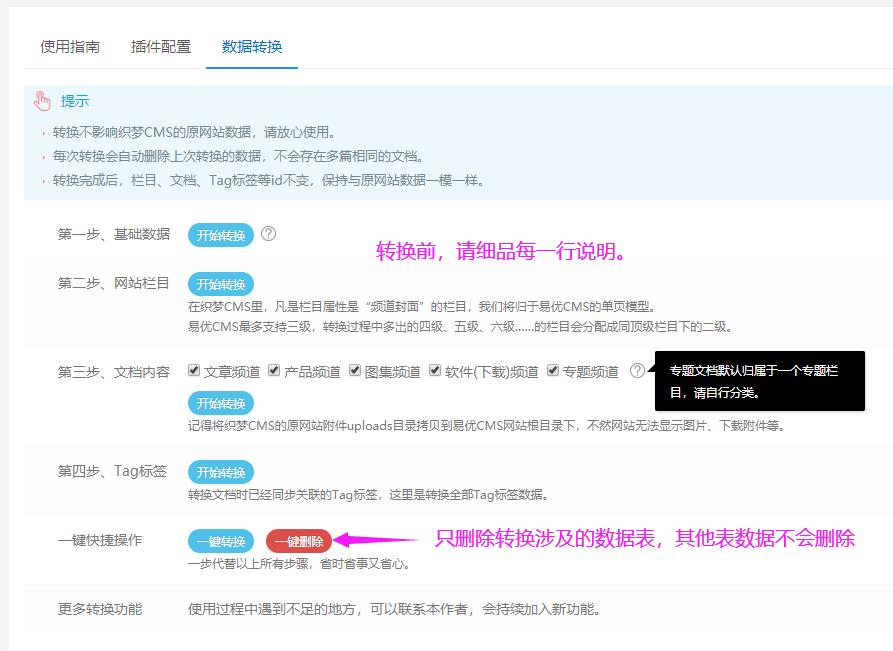 使用指南 插件配置 数据转换
提示
转换不影响织梦CMS的原网站数据，请放心使用。
每次转换会自动删除上次转换的数据，不会存在多篇相同的文档。
转换完成后，栏目、文档、Tag标签等id不变，保持与原网站数据一模一样。
第一步、基础数据 开始转换 ?
转换前，请细品每一行说明。
第二步、网站栏目 开始转换
在织梦CMS里，凡是栏目属性是“频道封面”的栏目，我们将归于易优CMS的单页模型。
易优CMS最多支持三级，转换过程中多出的四级、五级、六级......的栏目会分配成同顶级栏目下的二级。
第三步、文档内容 文章频道 产品频道 图集频道 软件(下载)频道 专题频道 ?
专题文档默认归属于一个专题栏
目，请自行分类。
开始转换
记得将织梦CMS的原网站附件uploads目录拷贝到易优CMS网站根目录下，不然网站无法显示图片、下载附件等。
第四步、Tag标签 开始转换
转换文档时已经同步关联的Tag标签，这里是转换全部Tag标签数据。
一键快捷操作 一键转换 一键删除 只删除转换涉及的数据表，其他表数据不会删除
一步代替以上所有步骤，省时省事又省心。
更多转换功能 使用过程中遇到不足的地方，可以联系本作者，会持续加入新功能。